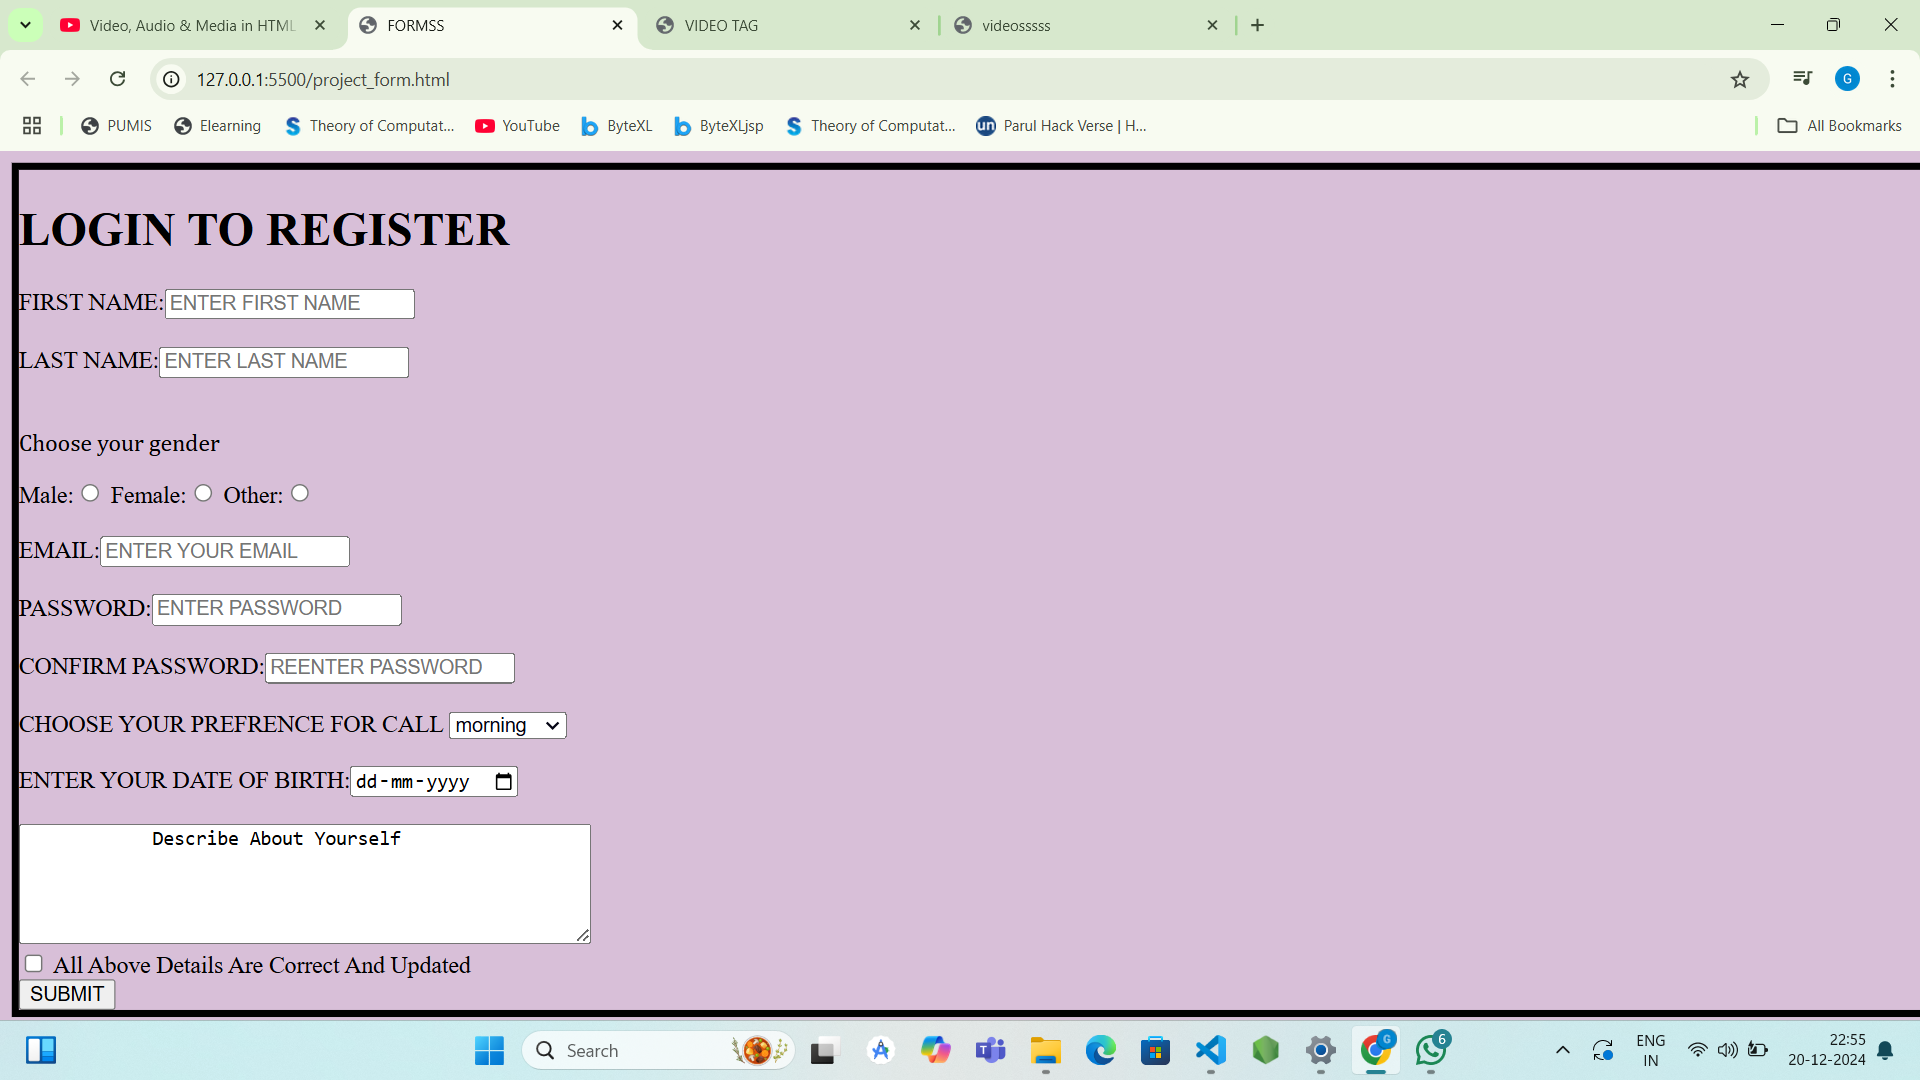 Video, Audio & Media in HTML
FORMSS
VIDEO TAG
videosssss
127.0.0.1:5500/project_form.html
G
PUMIS
Elearning
Theory of Computat...
YouTube
ByteXL
ByteXLjsp
Theory of Computat...
un
Parul Hack Verse | H...
All Bookmarks
LOGIN TO REGISTER
FIRST NAME: ENTER FIRST NAME
LAST NAME: ENTER LAST NAME
Choose your gender
Male: Female: Other:
EMAIL: ENTER YOUR EMAIL
PASSWORD: ENTER PASSWORD
CONFIRM PASSWORD: REENTER PASSWORD
CHOOSE YOUR PREFRENCE FOR CALL morning
ENTER YOUR DATE OF BIRTH: dd-mm-yyyy
Describe About Yourself
All Above Details Are Correct And Updated
SUBMIT
Search
G
6
ENG
IN
22:55
20-12-2024